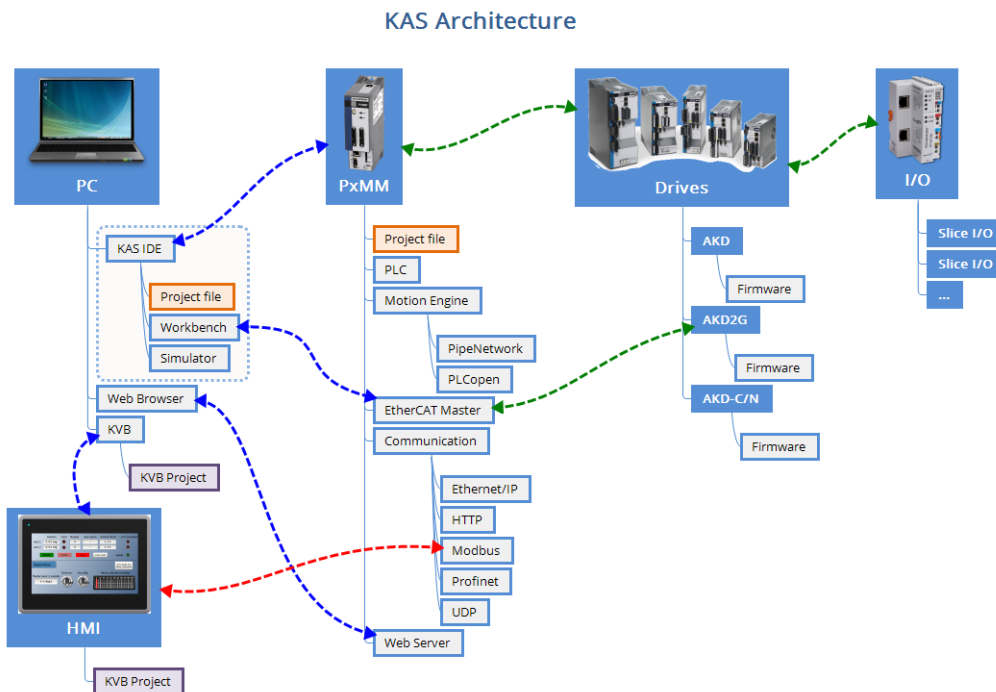 KAS Architecture
PC
KAS IDE
Project file
Workbench
Simulator
Web Browser
KVB
KVB Project
HMI
KVB Project
PxMM
Project file
PLC
Motion Engine
PipeNetwork
PLCopen
EtherCAT Master
Communication
Ethernet/IP
HTTP
Modbus
Profinet
UDP
Web Server
Drives
AKD
Firmware
AKD2G
Firmware
AKD-C/N
Firmware
I/O
Slice I/O
Slice I/O
...